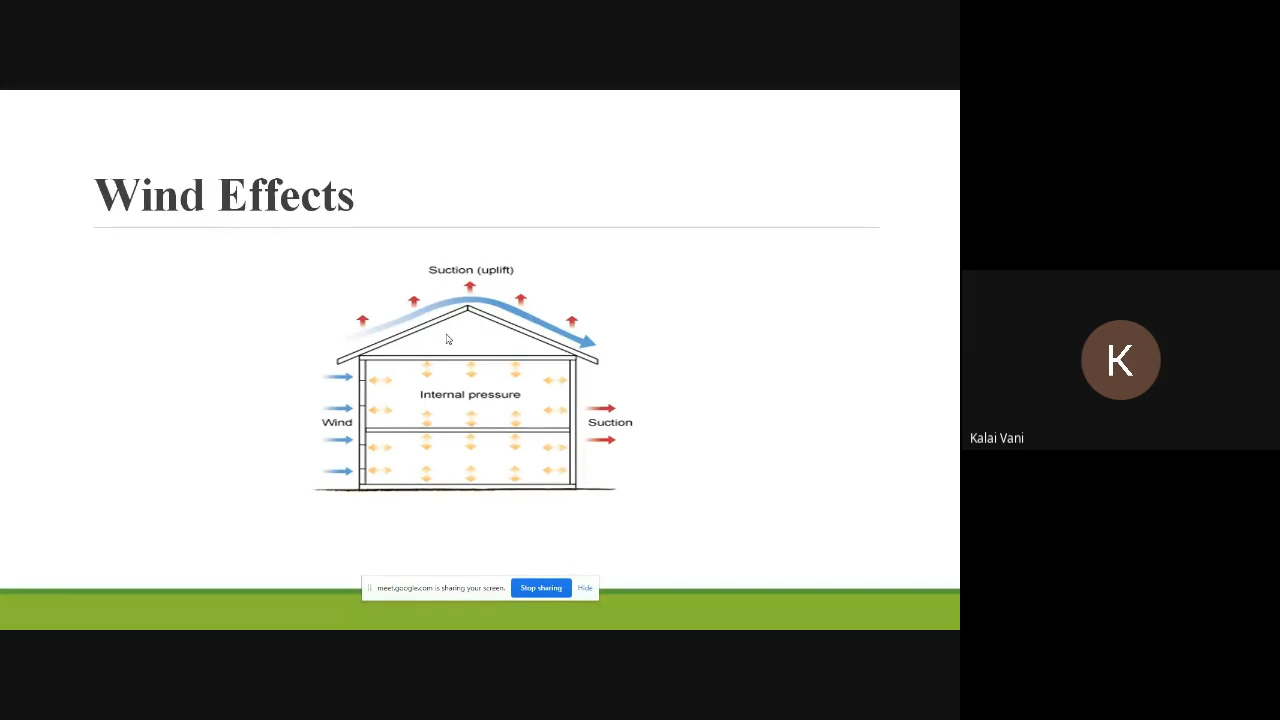 Wind Effects
Suction (uplift)
Internal pressure
Wind
Suction
K
Kalai Vani
meet.google.com is sharing your screen.
Stop sharing
Hide